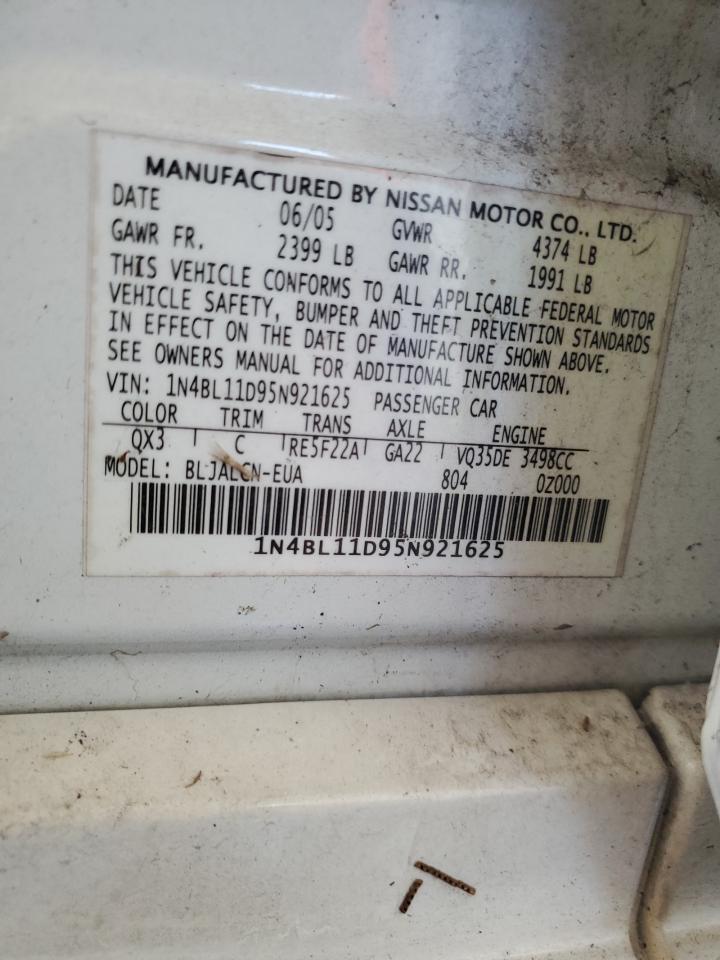 MANUFACTURED BY NISSAN MOTOR CO., LTD.
DATE 06/05 GVWR 4374 LB
GAWR FR. 2399 LB GAWR RR. 1991 LB
THIS VEHICLE CONFORMS TO ALL APPLICABLE FEDERAL MOTOR
VEHICLE SAFETY, BUMPER AND THEFT PREVENTION STANDARDS
IN EFFECT ON THE DATE OF MANUFACTURE SHOWN ABOVE.
SEE OWNERS MANUAL FOR ADDITIONAL INFORMATION.
VIN: 1N4BL11D95N921625 PASSENGER CAR
COLOR TRIM TRANS AXLE ENGINE
QX3 C RE5F22A GA22 VQ35DE 3498CC
MODEL: BLJALCN-EUA 804 0Z000
1N4BL11D95N921625